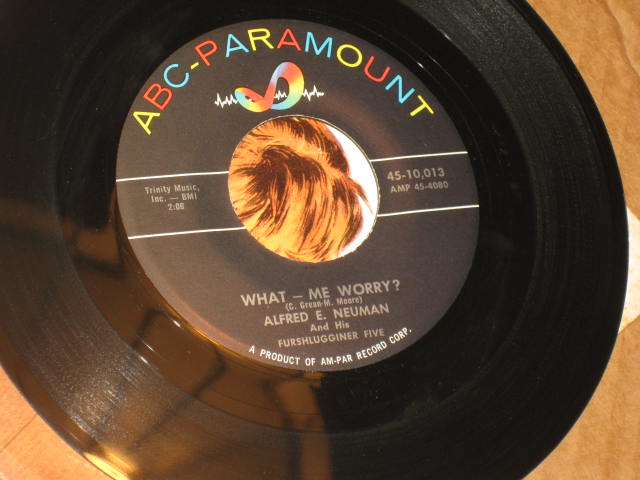 ABC-PARAMOUNT
Trinity Music,
Inc. — BMI
2:08
45-10,013
AMP 45-4080
WHAT — ME WORRY?
(C. Grean-M. Moore)
ALFRED E. NEUMAN
And His
FURSHLUGGINER FIVE
A PRODUCT OF AM-PAR RECORD CORP.